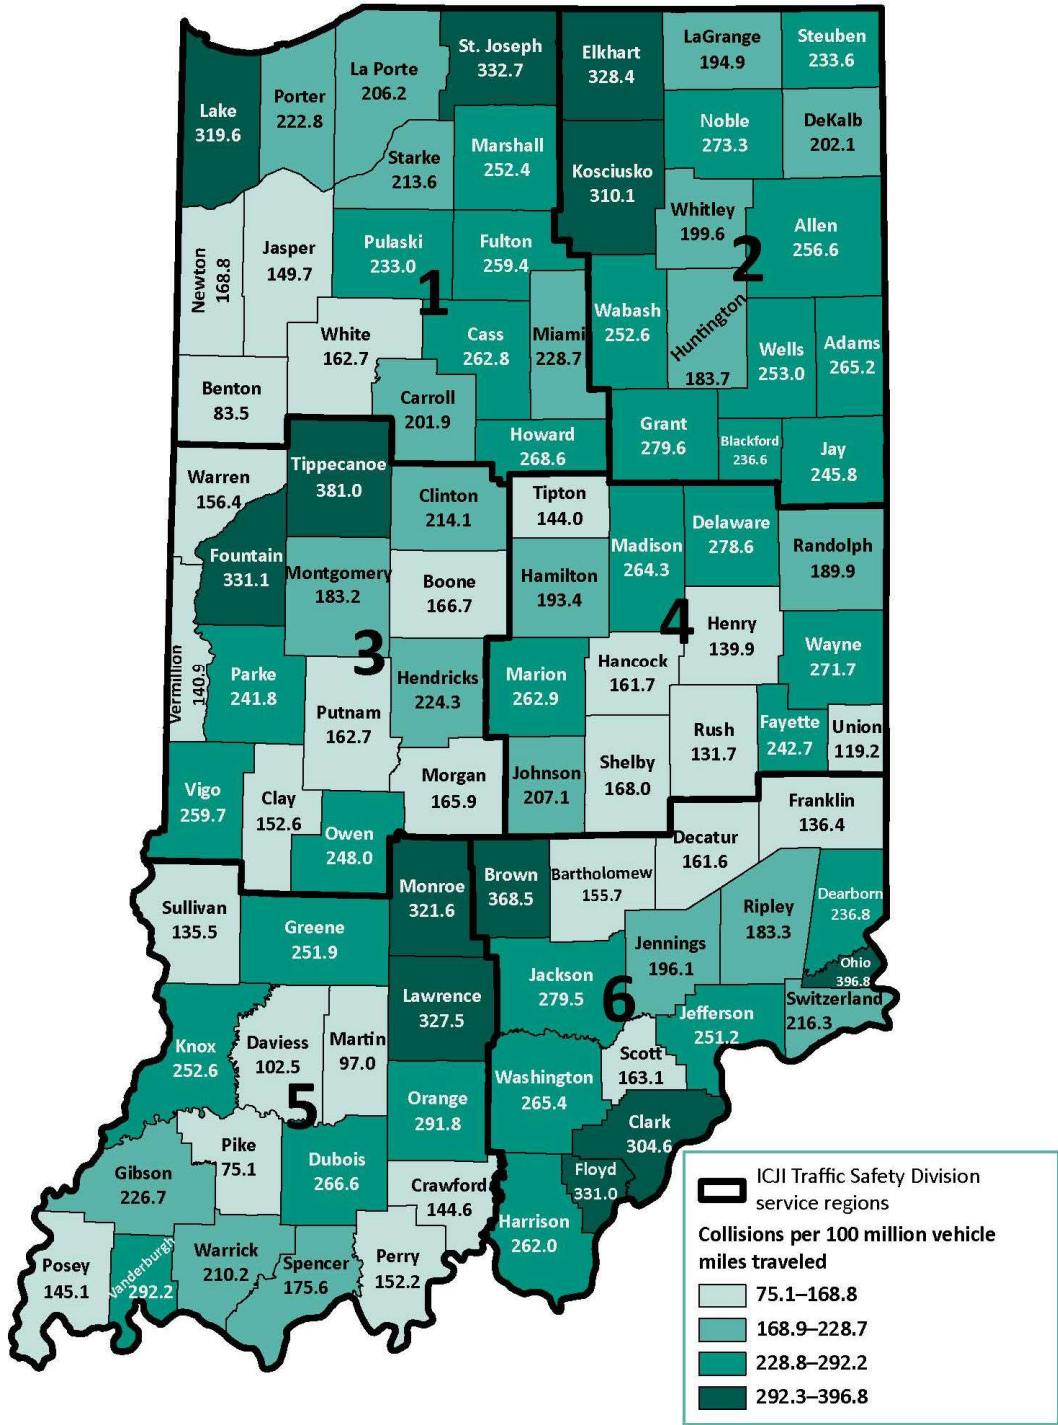 St. Joseph
332.7
Elkhart
328.4
LaGrange
194.9
Steuben
233.6
Lake
319.6
Porter
222.8
La Porte
206.2
Noble
273.3
DeKalb
202.1
Starke
213.6
Marshall
252.4
Kosciusko
310.1
Whitley
199.6
Allen
256.6
2
Newton
168.8
Jasper
149.7
Pulaski
233.0
Fulton
259.4
1
Wabash
252.6
Huntington
183.7
Wells
253.0
Adams
265.2
White
162.7
Cass
262.8
Miami
228.7
Benton
83.5
Carroll
201.9
Howard
268.6
Grant
279.6
Blackford
236.6
Jay
245.8
Warren
156.4
Tippecanoe
381.0
Clinton
214.1
Tipton
144.0
Madison
264.3
Delaware
278.6
Randolph
189.9
Fountain
331.1
Montgomery
183.2
Boone
166.7
Hamilton
193.4
4
Henry
139.9
Wayne
271.7
3
Vermillion
140.9
Parke
241.8
Putnam
162.7
Hendricks
224.3
Marion
262.9
Hancock
161.7
Rush
131.7
Fayette
242.7
Union
119.2
Vigo
259.7
Clay
152.6
Owen
248.0
Morgan
165.9
Johnson
207.1
Shelby
168.0
Decatur
161.6
Franklin
136.4
Sullivan
135.5
Greene
251.9
Monroe
321.6
Brown
368.5
Bartholomew
155.7
Jennings
196.1
Ripley
183.3
Dearborn
236.8
Ohio
396.8
Switzerland
216.3
Knox
252.6
Daviess
102.5
Martin
97.0
Lawrence
327.5
Jackson
279.5
6
Jefferson
251.2
Scott
163.1
5
Orange
291.8
Washington
265.4
Clark
304.6
Gibson
226.7
Pike
75.1
Dubois
266.6
Crawford
144.6
Floyd
331.0
Harrison
262.0
Posey
145.1
Vanderburgh
292.2
Warrick
210.2
Spencer
175.6
Perry
152.2
ICJI Traffic Safety Division
service regions
Collisions per 100 million vehicle
miles traveled
75.1–168.8
168.9–228.7
228.8–292.2
292.3–396.8